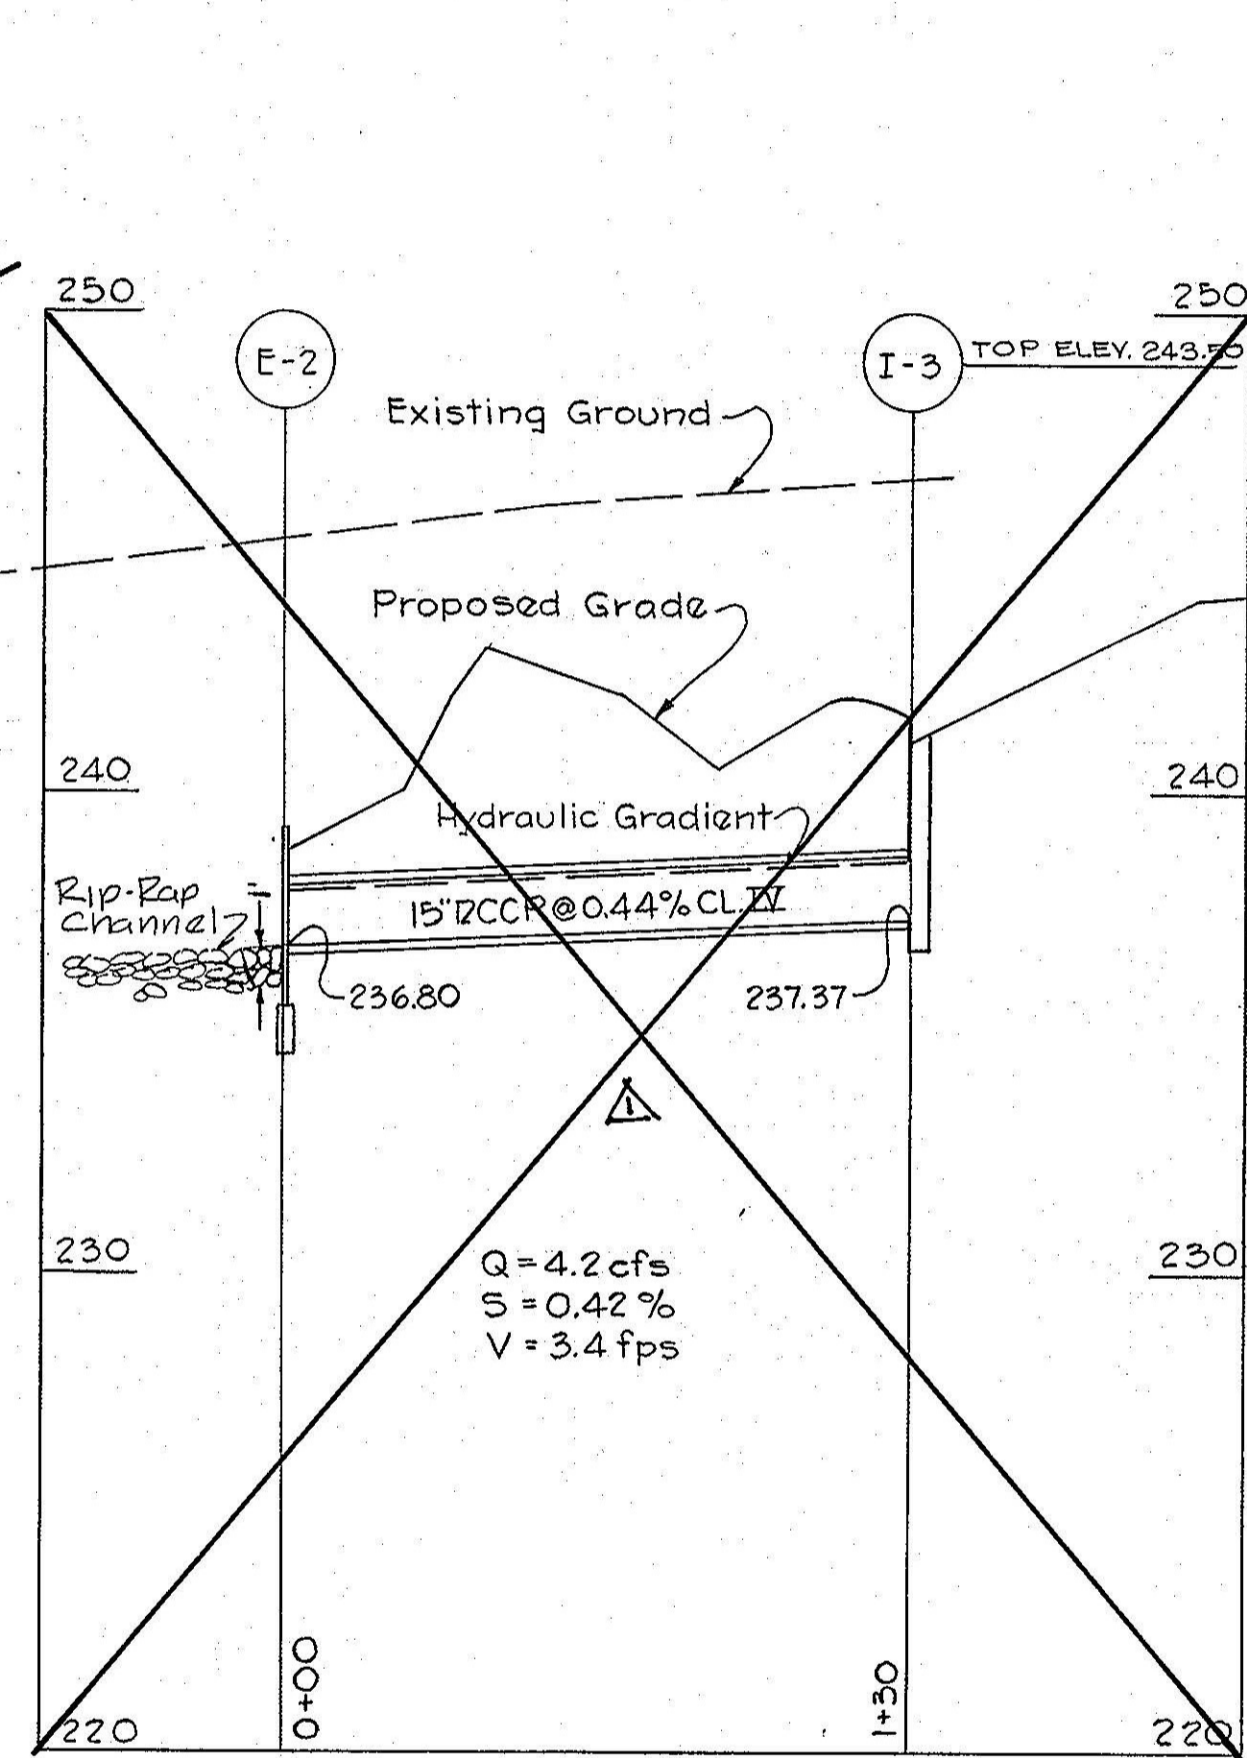 250
250
E-2
I-3
TOP ELEV. 243.50
Existing Ground
Proposed Grade
240
240
Hydraulic Gradient
Rip-Rap
Channel
1'
15" RCCP @ 0.44% CL. IV
236.80
237.37
1
230
230
Q = 4.2 cfs
S = 0.42 %
V = 3.4 fps
0+00
1+30
220
220